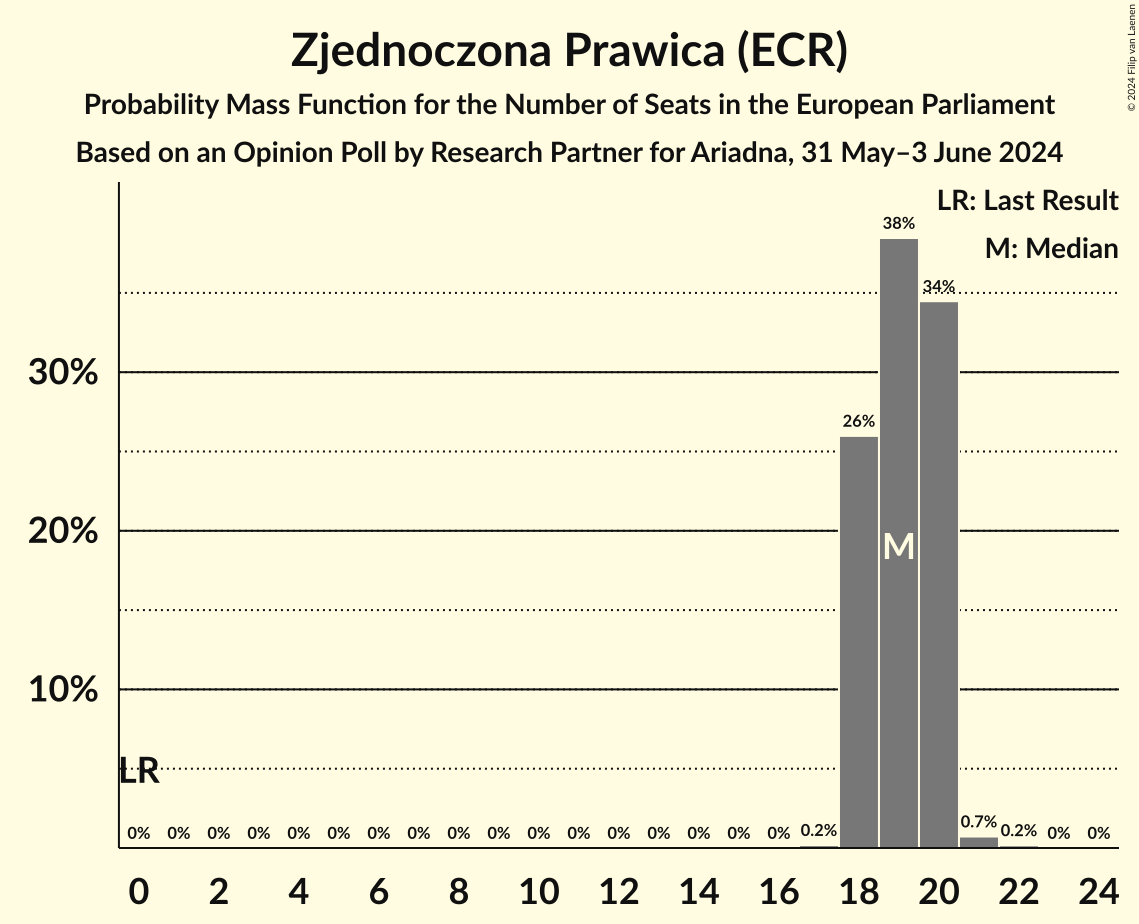 © 2024 Filip van Laenen
Zjednoczona Prawica (ECR)
Probability Mass Function for the Number of Seats in the European Parliament
Based on an Opinion Poll by Research Partner for Ariadna, 31 May–3 June 2024
LR: Last Result
M: Median
38%
34%
30%
26%
20%
M
10%
LR
0% 0% 0% 0% 0% 0% 0% 0% 0% 0% 0% 0% 0% 0% 0% 0% 0% 0.2% 0.7% 0.2% 0% 0%
0 2 4 6 8 10 12 14 16 18 20 22 24